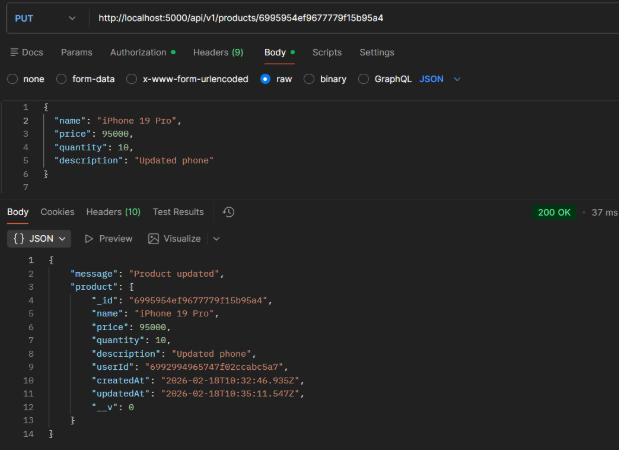 PUT http://localhost:5000/api/v1/products/6995954ef9677779f15b95a4
Docs Params Authorization Headers (9) Body Scripts Settings
none form-data x-www-form-urlencoded raw binary GraphQL JSON
1 {
2 "name": "iPhone 19 Pro",
3 "price": 95000,
4 "quantity": 10,
5 "description": "Updated phone"
6 }
7
Body Cookies Headers (10) Test Results 200 OK • 37 ms
{} JSON Preview Visualize
1 {
2 "message": "Product updated",
3 "product": {
4 "_id": "6995954ef9677779f15b95a4",
5 "name": "iPhone 19 Pro",
6 "price": 95000,
7 "quantity": 10,
8 "description": "Updated phone",
9 "userId": "6992994965747f02ccabc5a7",
10 "createdAt": "2026-02-18T10:32:46.935Z",
11 "updatedAt": "2026-02-18T10:35:11.547Z",
12 "__v": 0
13 }
14 }